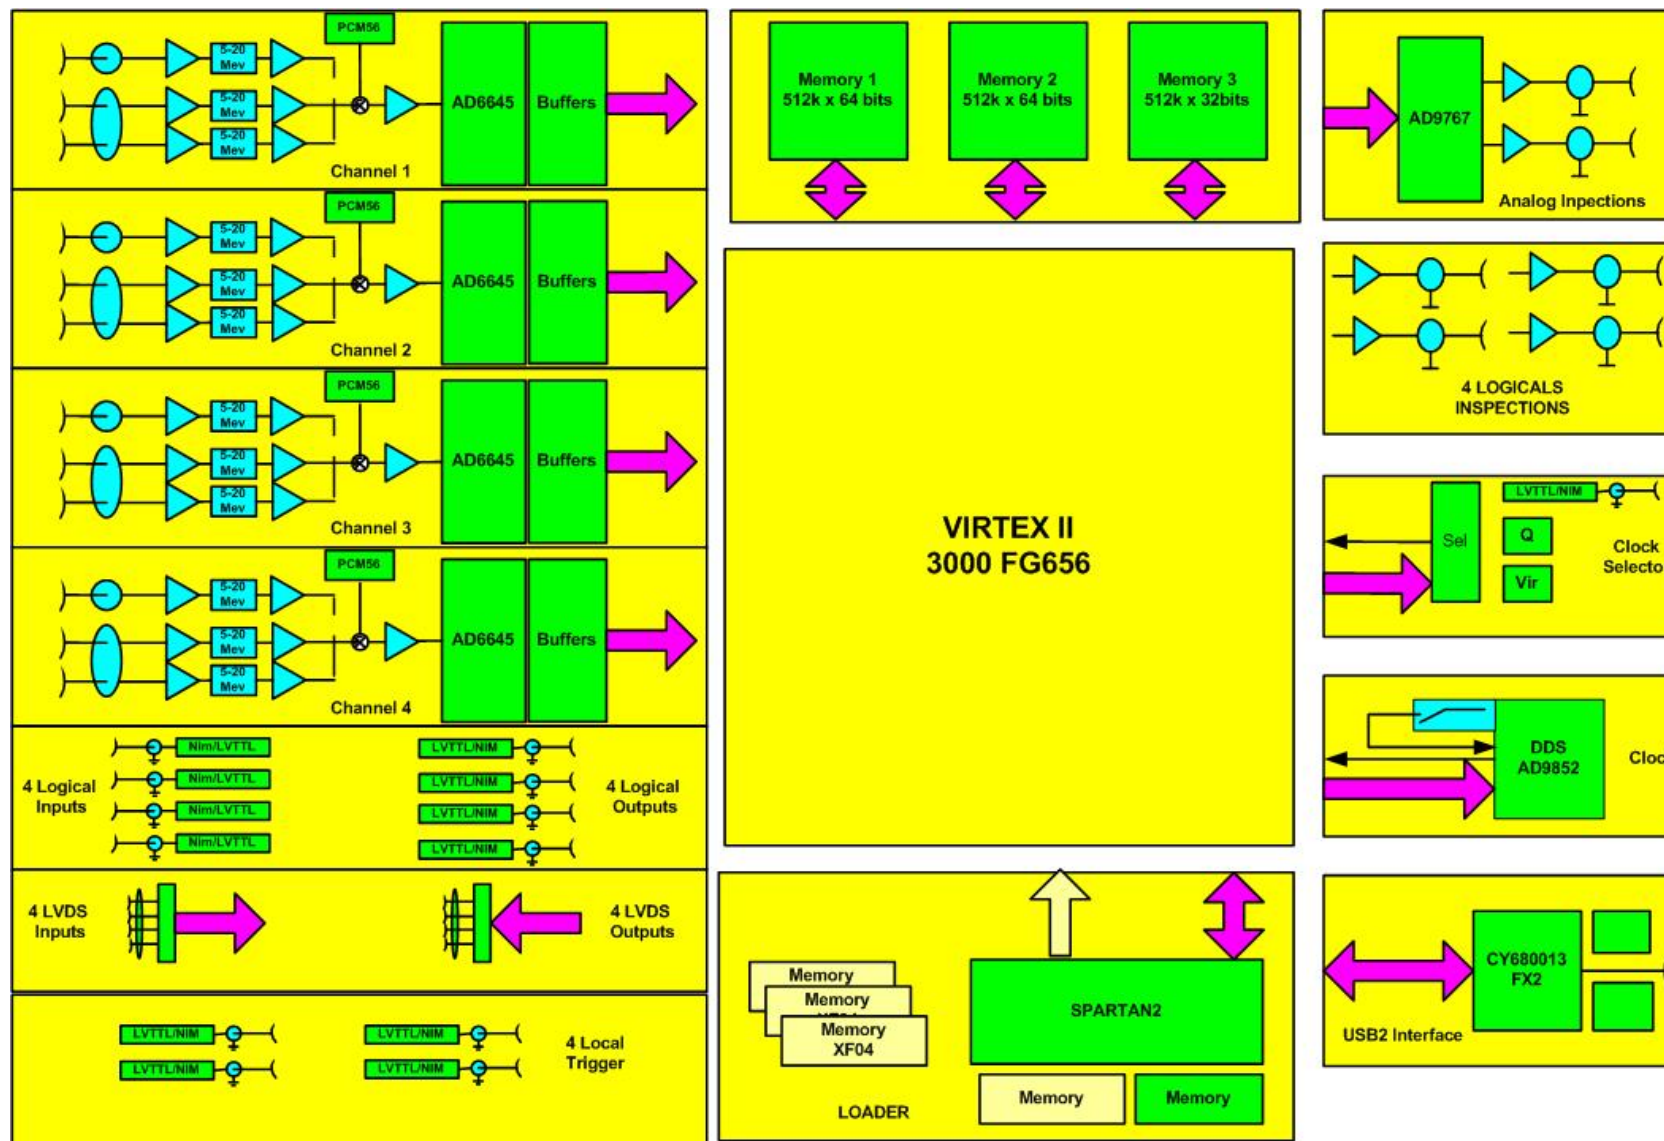 PCM56
5-20
Mev
5-20
Mev
5-20
Mev
AD6645
Buffers
Channel 1
PCM56
5-20
Mev
5-20
Mev
5-20
Mev
AD6645
Buffers
Channel 2
PCM56
5-20
Mev
5-20
Mev
5-20
Mev
AD6645
Buffers
Channel 3
PCM56
5-20
Mev
5-20
Mev
5-20
Mev
AD6645
Buffers
Channel 4
4 Logical
Inputs
Nim/LVTTL
Nim/LVTTL
Nim/LVTTL
Nim/LVTTL
LVTTL/NIM
LVTTL/NIM
LVTTL/NIM
LVTTL/NIM
4 Logical
Outputs
4 LVDS
Inputs
4 LVDS
Outputs
LVTTL/NIM
LVTTL/NIM
LVTTL/NIM
LVTTL/NIM
4 Local
Trigger
Memory 1
512k x 64 bits
Memory 2
512k x 64 bits
Memory 3
512k x 32bits
VIRTEX II
3000 FG656
Memory
Memory
Memory
XF04
SPARTAN2
Memory
Memory
LOADER
AD9767
Analog Inpections
4 LOGICALS
INSPECTIONS
Sel
LVTTL/NIM
Q
Vir
Clock
Selecto
DDS
AD9852
Cloc
CY680013
FX2
USB2 Interface